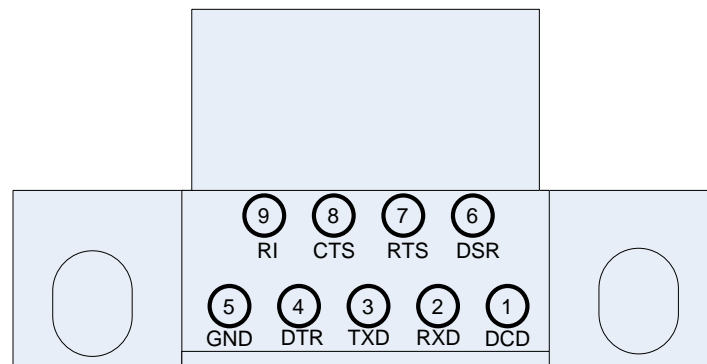 9 8 7 6
RI CTS RTS DSR
5 4 3 2 1
GND DTR TXD RXD DCD